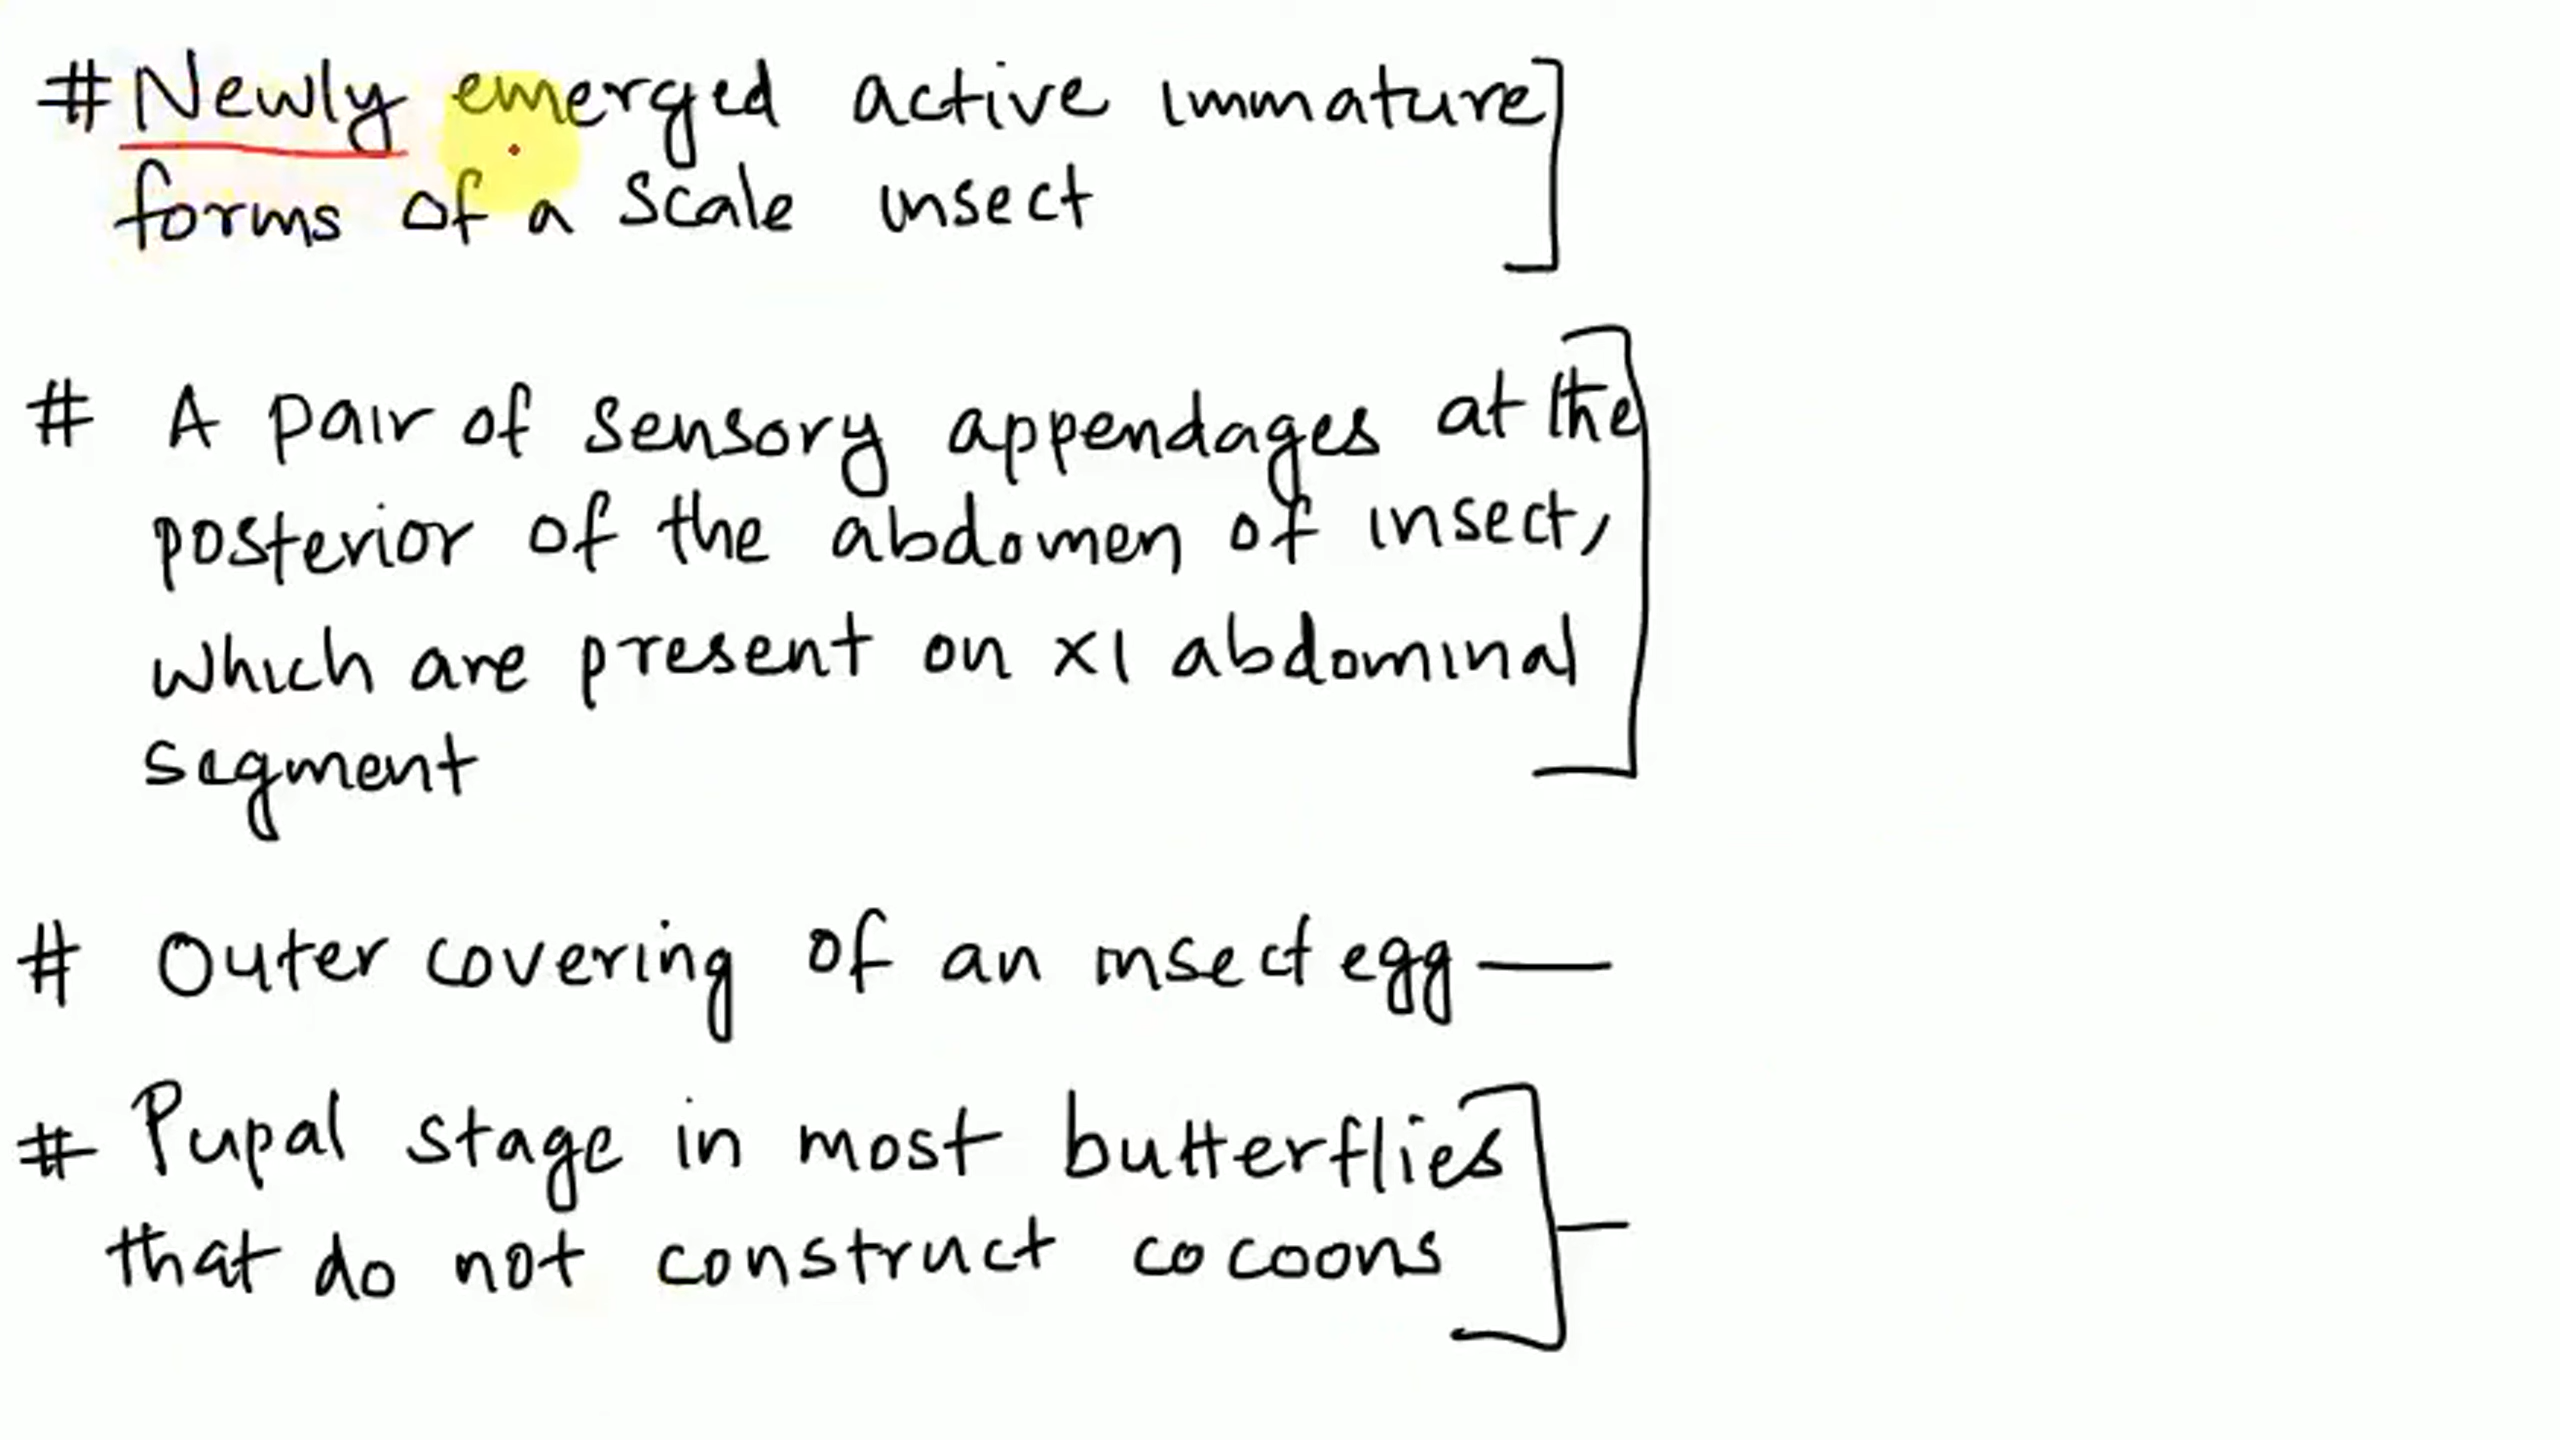 # Newly emerged active immature
forms of a scale insect
# A pair of sensory appendages at the
posterior of the abdomen of insect,
which are present on XI abdominal
segment
# Outer covering of an insect egg —
# Pupal stage in most butterflies
that do not construct cocoons —